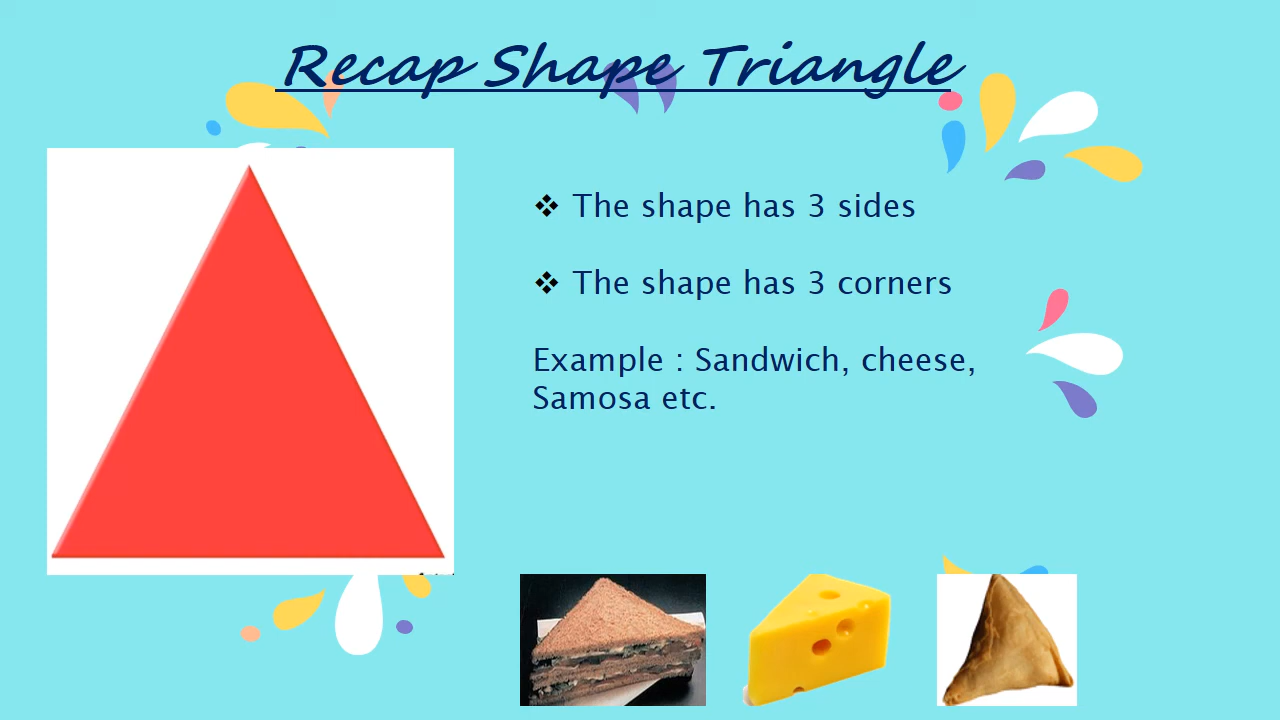 Recap Shape Triangle
❖ The shape has 3 sides
❖ The shape has 3 corners
Example : Sandwich, cheese,
Samosa etc.